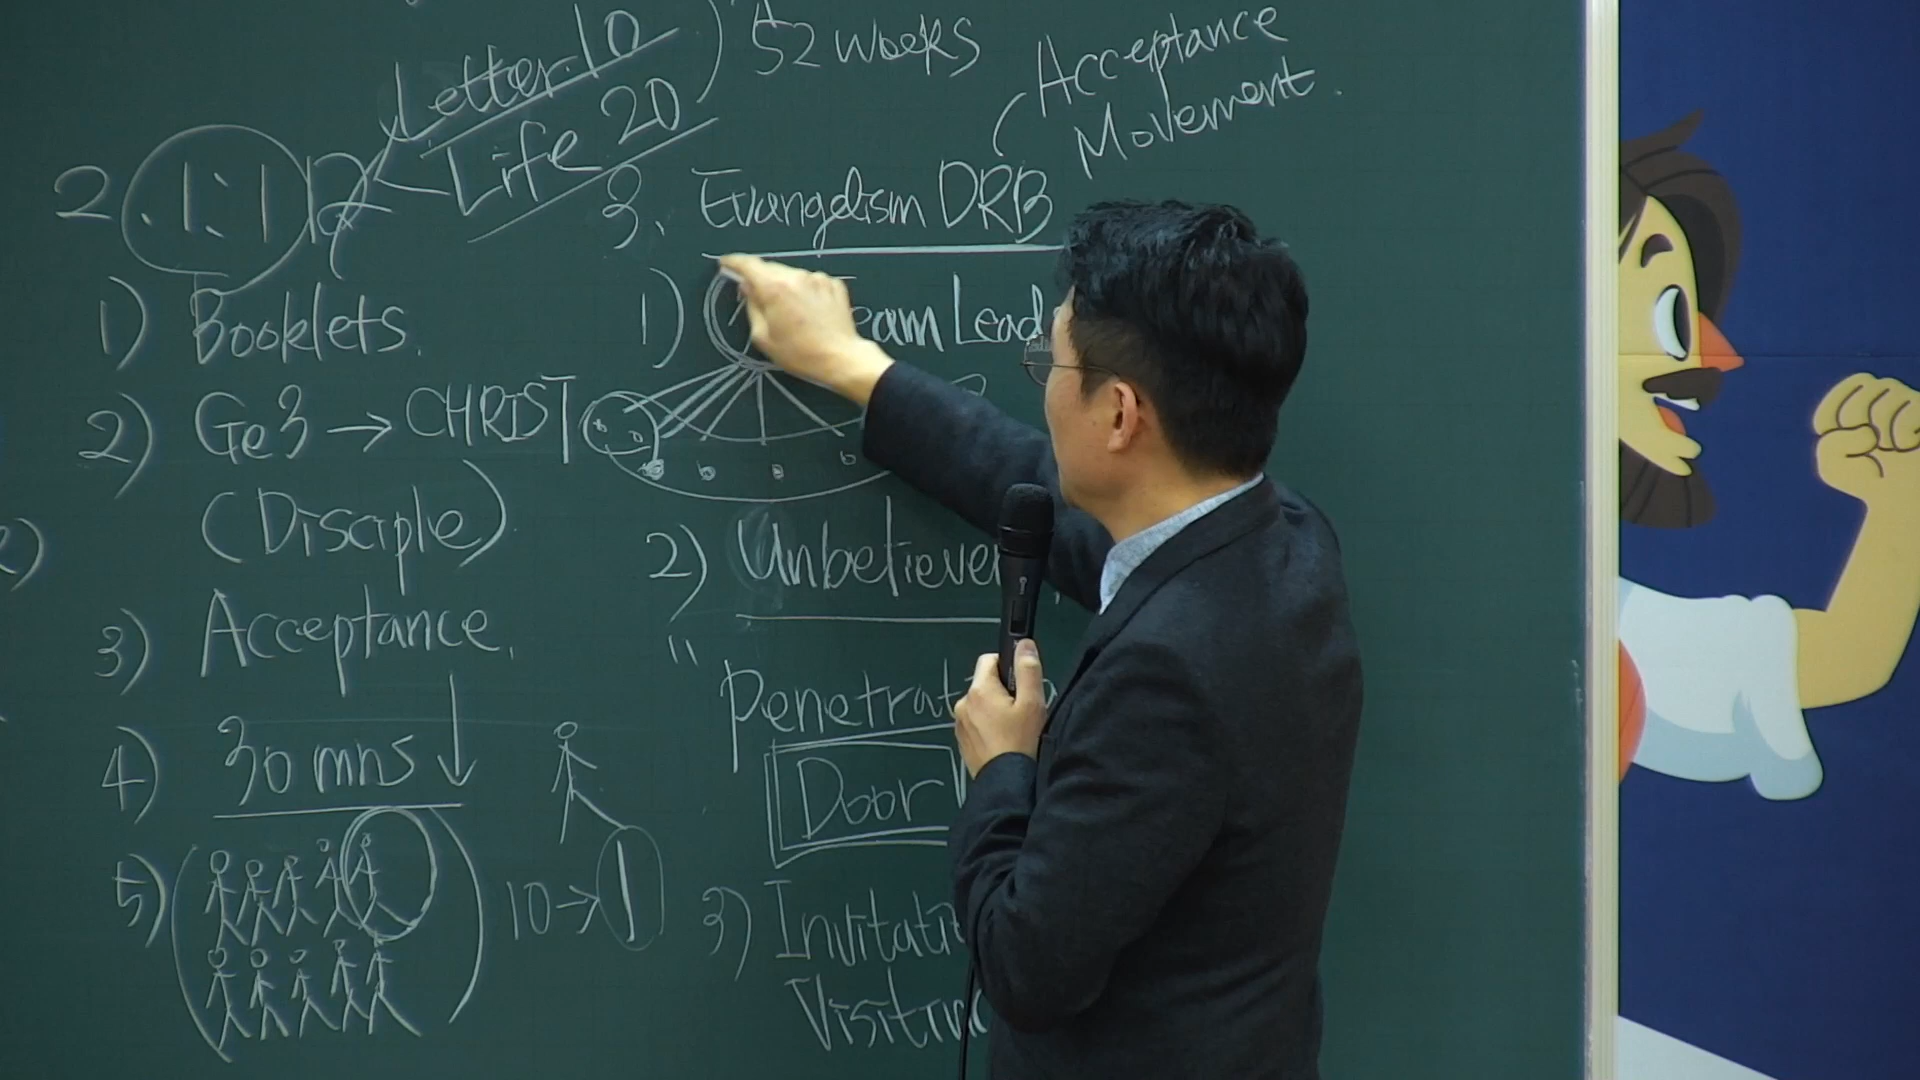 Letter 10
Life 20
2. 1:1
1) Booklets.
2) Ge3 → CHRIST
(Disciple).
3) Acceptance.
4) 30 mns ↓
5)
10 → 1
52 weeks
Acceptance
Movement.
3. Evangelism DRB
1) Team Lead
2) Unbeliever
"
Penetrat
Door
3) Invitati
Visitin